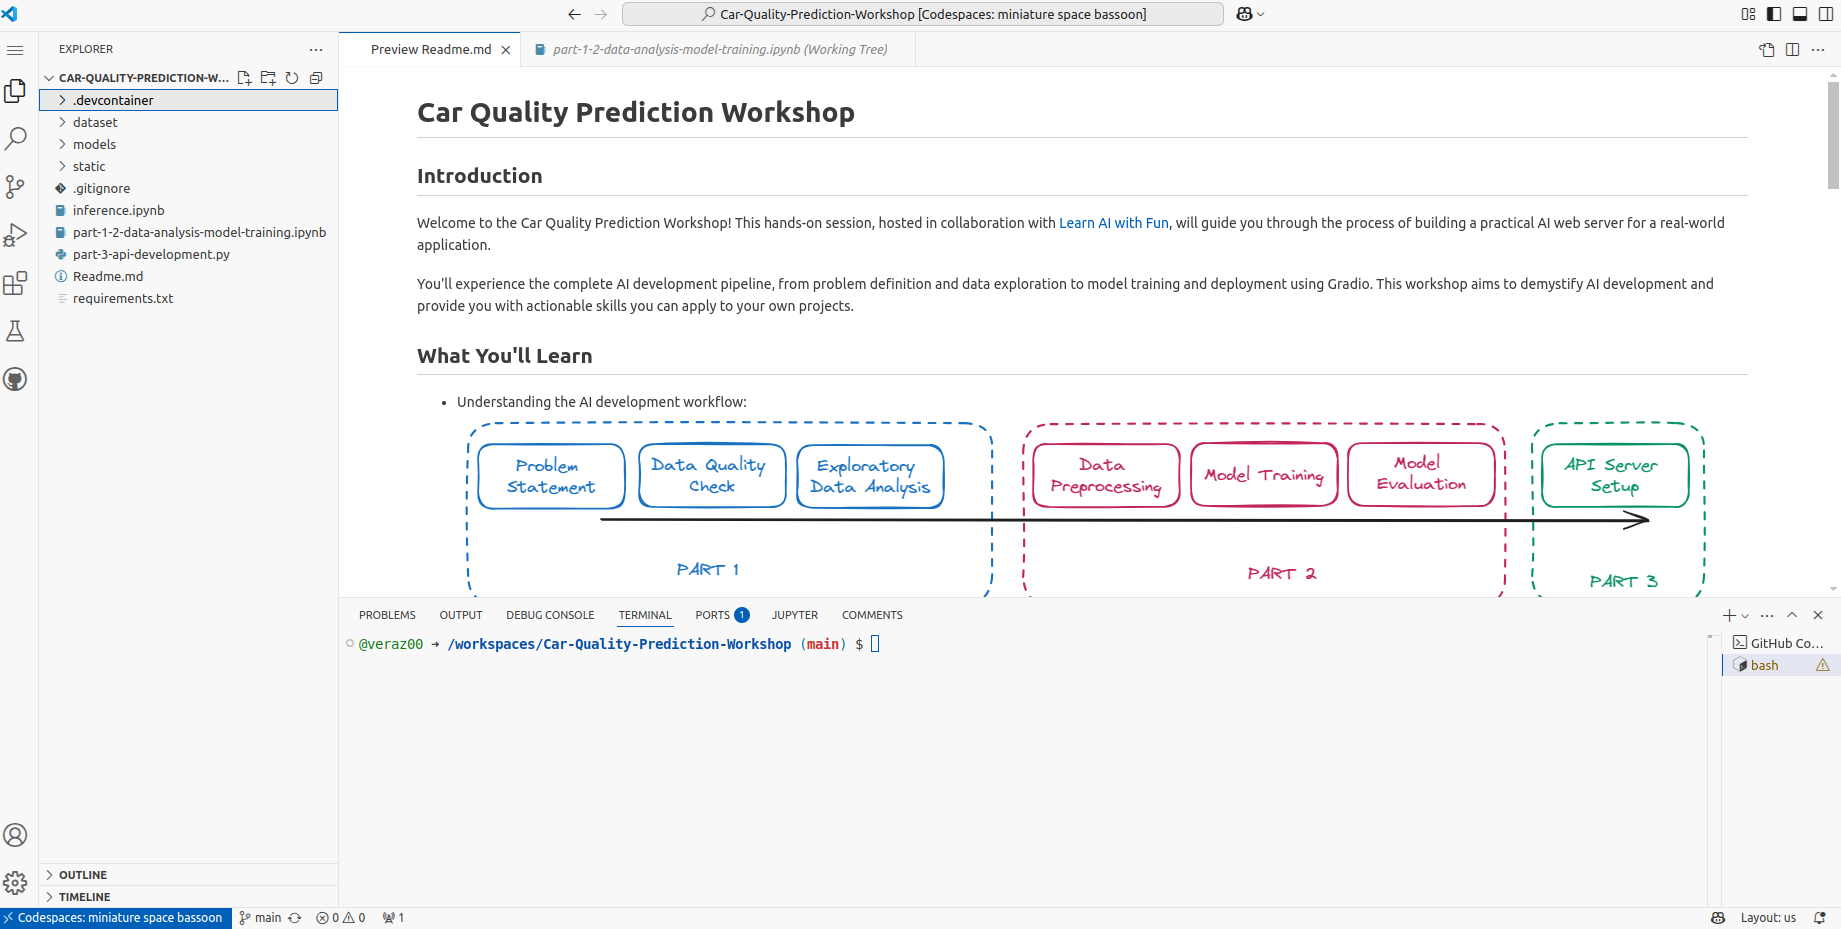 Car-Quality-Prediction-Workshop [Codespaces: miniature space bassoon]
EXPLORER
Preview Readme.md
part-1-2-data-analysis-model-training.ipynb (Working Tree)
CAR-QUALITY-PREDICTION-W...
.devcontainer
dataset
models
static
.gitignore
inference.ipynb
part-1-2-data-analysis-model-training.ipynb
part-3-api-development.py
Readme.md
requirements.txt
OUTLINE
TIMELINE
Car Quality Prediction Workshop
Introduction
Welcome to the Car Quality Prediction Workshop! This hands-on session, hosted in collaboration with Learn AI with Fun, will guide you through the process of building a practical AI web server for a real-world
application.
You'll experience the complete AI development pipeline, from problem definition and data exploration to model training and deployment using Gradio. This workshop aims to demystify AI development and
provide you with actionable skills you can apply to your own projects.
What You'll Learn
• Understanding the AI development workflow:
Problem
Statement
Data Quality
Check
Exploratory
Data Analysis
PART 1
Data
Preprocessing
Model Training
Model
Evaluation
PART 2
API Server
Setup
PART 3
PROBLEMS OUTPUT DEBUG CONSOLE TERMINAL PORTS 1 JUPYTER COMMENTS
@veraz00 ➜ /workspaces/Car-Quality-Prediction-Workshop (main) $
GitHub Co...
bash
Codespaces: miniature space bassoon main 0 0 1 Layout: us